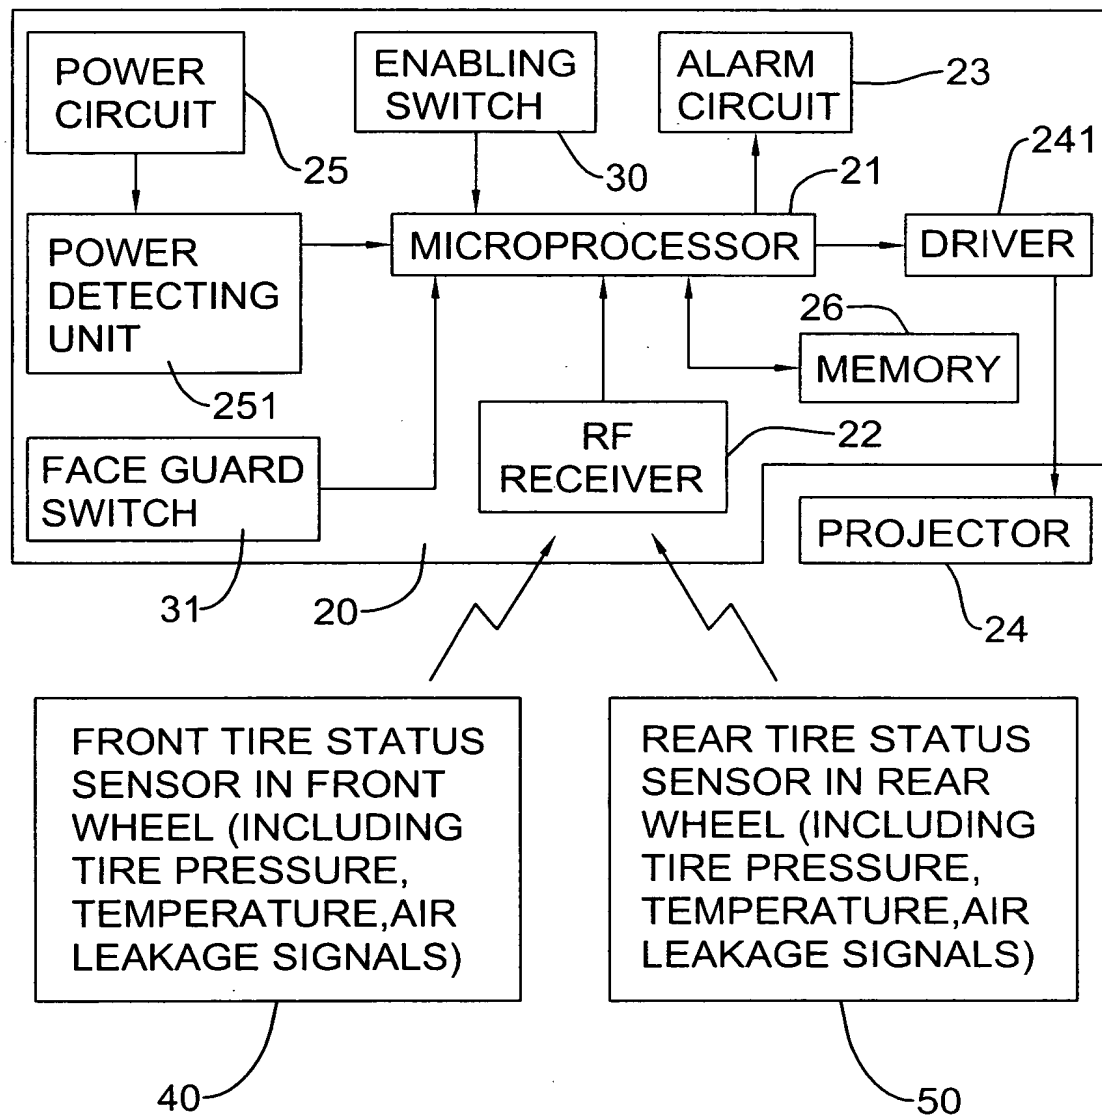 POWER
CIRCUIT
25
ENABLING
SWITCH
30
ALARM
CIRCUIT
23
241
21
POWER
DETECTING
UNIT
251
MICROPROCESSOR
DRIVER
26
MEMORY
FACE GUARD
SWITCH
31
RF
RECEIVER
22
PROJECTOR
24
20
FRONT TIRE STATUS
SENSOR IN FRONT
WHEEL (INCLUDING
TIRE PRESSURE,
TEMPERATURE,AIR
LEAKAGE SIGNALS)
40
REAR TIRE STATUS
SENSOR IN REAR
WHEEL (INCLUDING
TIRE PRESSURE,
TEMPERATURE,AIR
LEAKAGE SIGNALS)
50